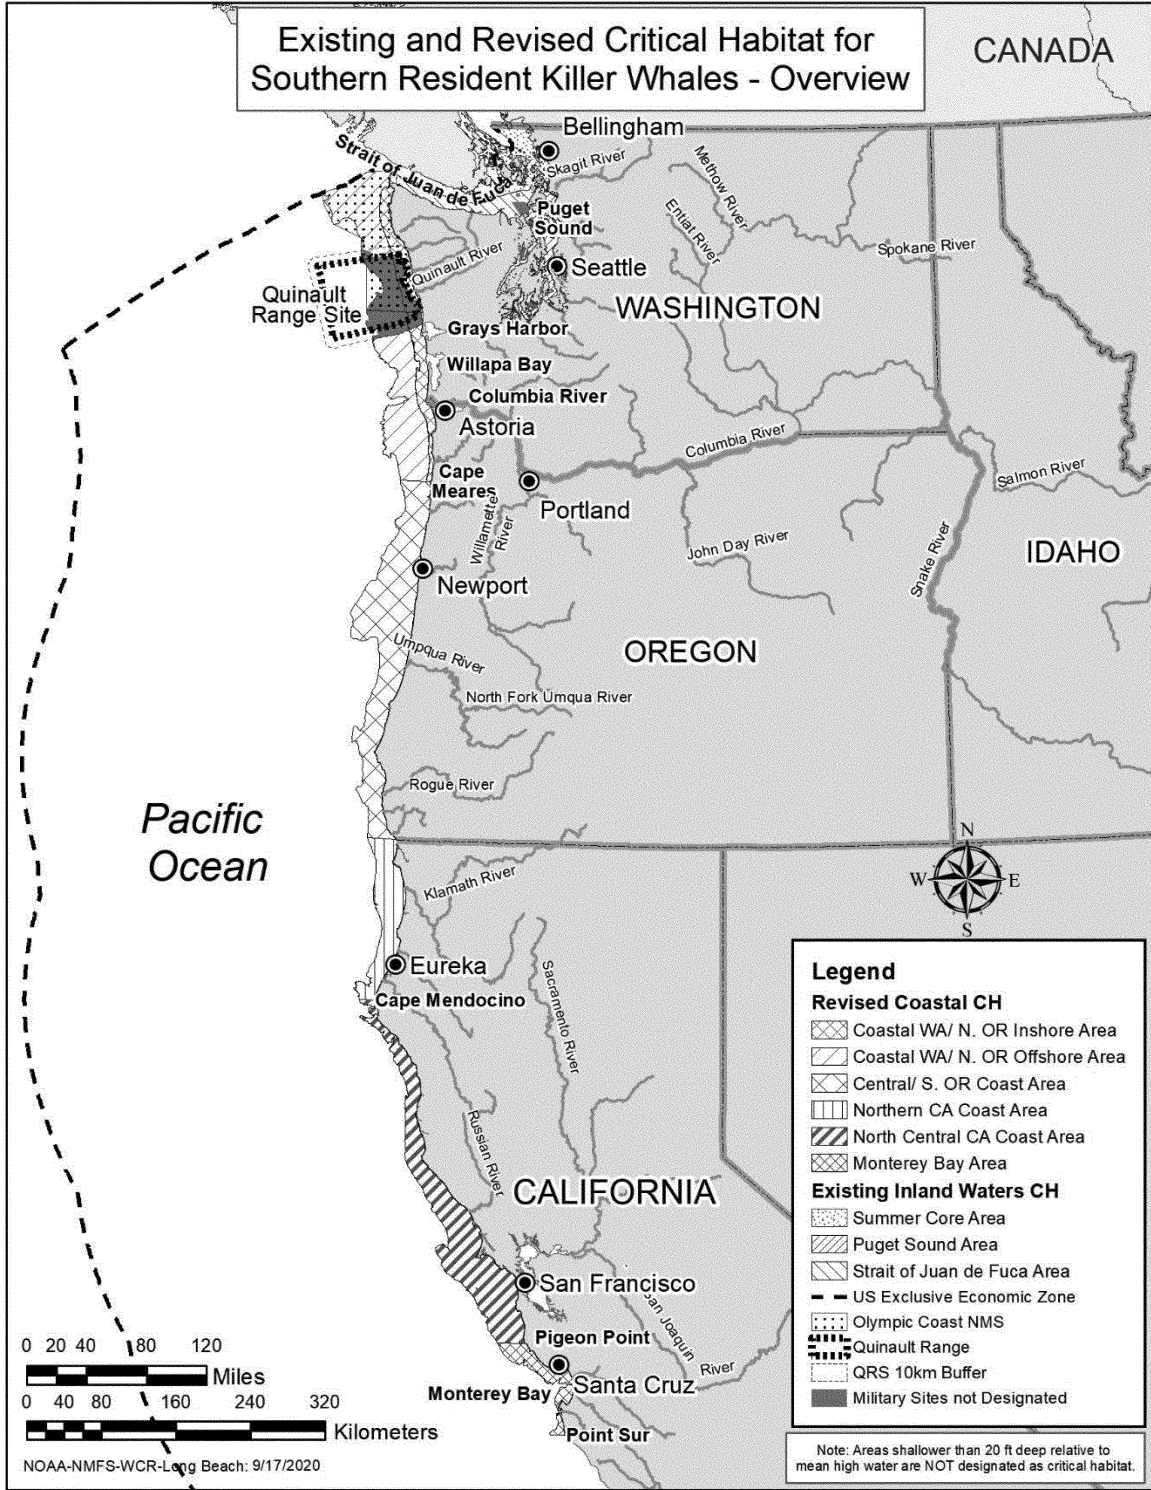 Existing and Revised Critical Habitat for
Southern Resident Killer Whales - Overview
CANADA
Bellingham
Strait of Juan de Fuca
Skagit River
Methow River
Puget
Sound
Entiat River
Spokane River
Quinault River
Seattle
Quinault
Range Site
WASHINGTON
Grays Harbor
Willapa Bay
Columbia River
Astoria
Columbia River
Cape
Meares
Salmon River
Portland
Willamette
River
John Day River
IDAHO
Snake River
Newport
Umpqua River
OREGON
North Fork Umqua River
Rogue River
Pacific
Ocean
N
W
E
S
Klamath River
Eureka
Sacramento River
Cape Mendocino
Russian River
CALIFORNIA
San Francisco
San Joaquin
River
Pigeon Point
Santa Cruz
Monterey Bay
Point Sur
Legend
Revised Coastal CH
Coastal WA/ N. OR Inshore Area
Coastal WA/ N. OR Offshore Area
Central/ S. OR Coast Area
Northern CA Coast Area
North Central CA Coast Area
Monterey Bay Area
Existing Inland Waters CH
Summer Core Area
Puget Sound Area
Strait of Juan de Fuca Area
US Exclusive Economic Zone
Olympic Coast NMS
Quinault Range
QRS 10km Buffer
Military Sites not Designated
0 20 40 80 120
Miles
0 40 80 160 240 320
Kilometers
NOAA-NMFS-WCR-Long Beach: 9/17/2020
Note: Areas shallower than 20 ft deep relative to
mean high water are NOT designated as critical habitat.